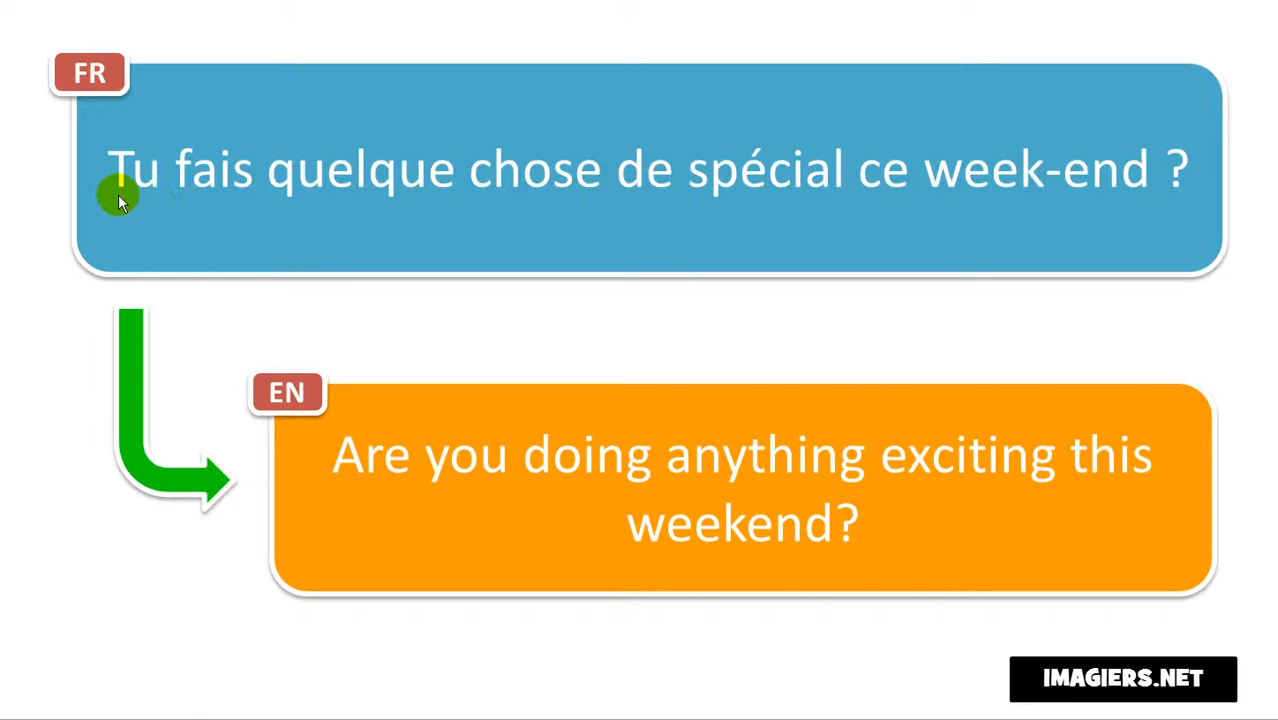 FR
Tu fais quelque chose de spécial ce week-end ?
EN
Are you doing anything exciting this
weekend?
IMAGIERS.NET